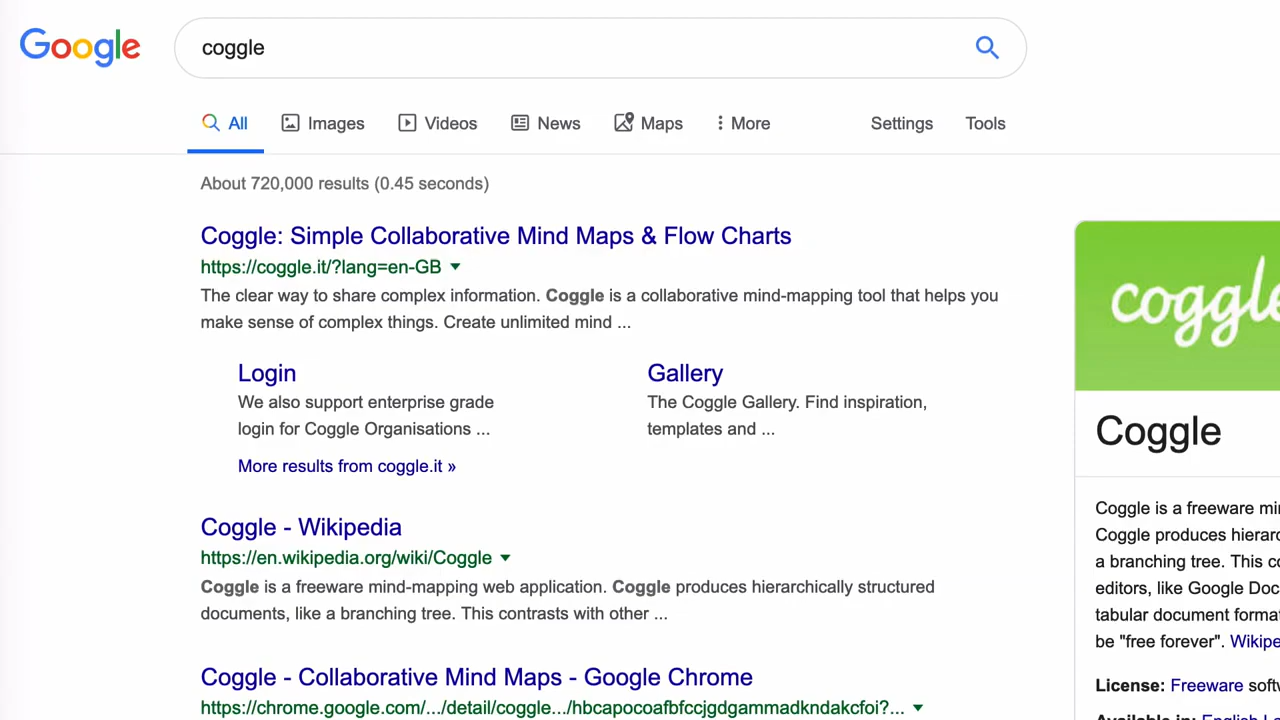 Google
coggle
All Images Videos News Maps More Settings Tools
About 720,000 results (0.45 seconds)
Coggle: Simple Collaborative Mind Maps & Flow Charts
https://coggle.it/?lang=en-GB
The clear way to share complex information. Coggle is a collaborative mind-mapping tool that helps you
make sense of complex things. Create unlimited mind ...
Login
We also support enterprise grade
login for Coggle Organisations ...
Gallery
The Coggle Gallery. Find inspiration,
templates and ...
More results from coggle.it »
Coggle - Wikipedia
https://en.wikipedia.org/wiki/Coggle
Coggle is a freeware mind-mapping web application. Coggle produces hierarchically structured
documents, like a branching tree. This contrasts with other ...
Coggle - Collaborative Mind Maps - Google Chrome
https://chrome.google.com/.../detail/coggle.../hbcapocoafbfccjgdgammadkndakcfoi?...
coggle
Coggle
Coggle is a freeware
Coggle produces
a branching tree. This
editors, like Google
tabular document
be "free forever".
License: Freeware
Available in: English